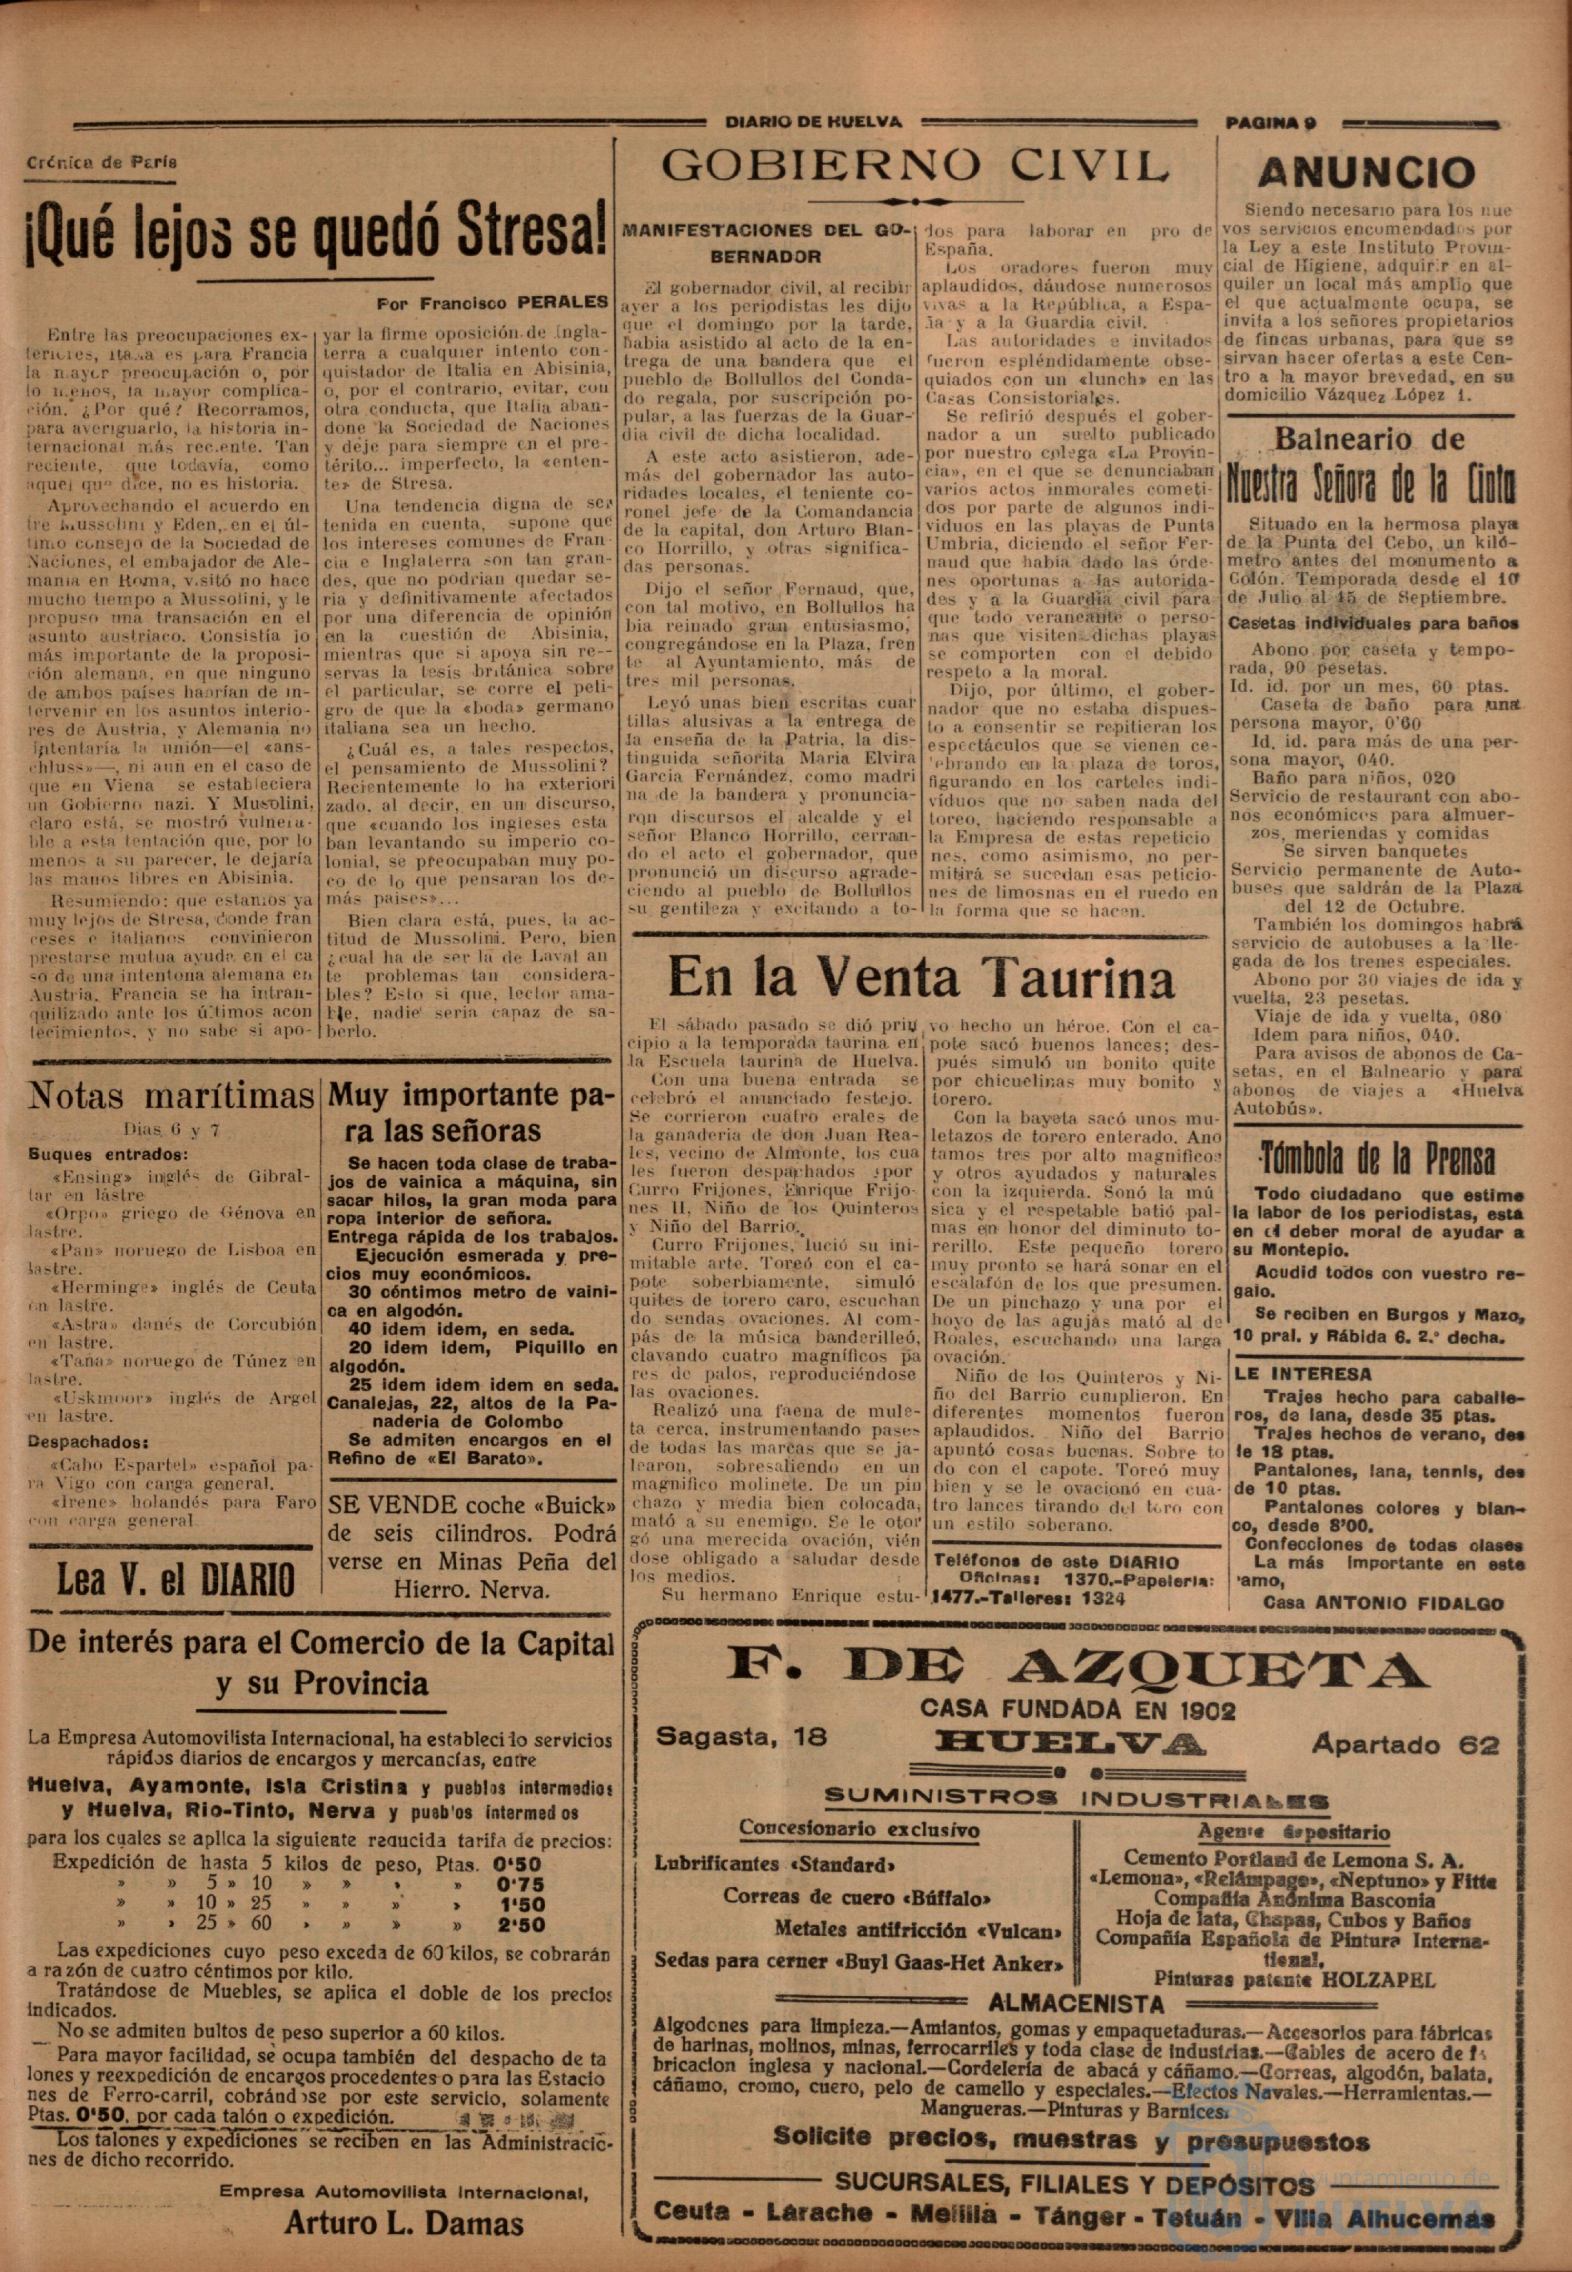 DIARIO DE HUELVA
PAGINA 9
Crónica de París
¡Qué lejos se quedó Stresa!
Por Francisco PERALES
Entre las preocupaciones ex-
teriores, Italia es para Francia
la mayor preocupación o, por
lo menos, la mayor complica-
ción. ¿Por qué? Recorramos,
para averiguarlo, la historia in-
ternacional más reciente. Tan
reciente, que todavía, como
aquel que dice, no es historia.
Aprovechando el acuerdo en
tre Mussolini y Eden, en el úl-
timo consejo de la Sociedad de
Naciones, el embajador de Ale-
mania en Roma, visitó no hace
mucho tiempo a Mussolini, y le
propuso una transación en el
asunto austriaco. Consistía lo
más importante de la proposi-
ción alemana, en que ninguno
de ambos países habrían de in-
tervenir en los asuntos interio-
res de Austria, y Alemania no
intentaría la unión—el «ans-
chluss»—, ni aun en el caso de
que en Viena se estableciera
un Gobierno nazi. Y Musolini,
claro está, se mostró vulnera-
ble a esta tentación que, por lo
menos a su parecer, le dejaría
las manos libres en Abisinia.
Resumiendo: que estamos ya
muy lejos de Stresa, donde fran
ceses e italianos convinieron
prestarse mutua ayuda en el ca
so de una intentona alemana en
Austria. Francia se ha intran-
quilizado ante los últimos acon
tecimientos, y no sabe si apo-
yar la firme oposición de Ingla-
terra a cualquier intento con-
quistador de Italia en Abisinia,
o, por el contrario, evitar, con
otra conducta, que Italia aban-
done la Sociedad de Naciones
y deje para siempre en el pre-
térito... imperfecto, la «enten-
te» de Stresa.
Una tendencia digna de ser
tenida en cuenta, supone que
los intereses comunes de Fran-
cia e Inglaterra son tan gran-
des, que no podrían quedar se-
ria y definitivamente afectados
por una diferencia de opinión
en la cuestión de Abisinia,
mientras que si apoya sin re--
servas la tesis británica sobre
el particular, se corre el peli-
gro de que la «boda» germano
italiana sea un hecho.
¿Cuál es, a tales respectos,
el pensamiento de Mussolini?
Recientemente lo ha exteriori
zado, al decir, en un discurso,
que «cuando los ingleses esta
ban levantando su imperio co-
lonial, se preocupaban muy po-
co de lo que pensaran los de-
más países»...
Bien clara está, pues, la ac-
titud de Mussolini. Pero, bien
¿cual ha de ser la de Laval an
te problemas tan considera-
bles? Esto si que, lector ama-
ble, nadie sería capaz de sa-
berlo.
Notas marítimas
Dias 6 y 7
Buques entrados:
«Ensing» inglés de Gibral-
tar en lastre
«Orpo» griego de Génova en
lastre.
«Pan» noruego de Lisboa en
lastre.
«Herminge» inglés de Ceuta
en lastre.
«Astra» danés de Corcubión
en lastre.
«Tana» noruego de Túnez en
lastre.
«Uskmoor» inglés de Argel
en lastre.
Despachados:
«Cabo Espartel» español pa-
ra Vigo con carga general.
«Irene» holandés para Faro
con carga general
Lea V. el DIARIO
Muy importante pa-
ra las señoras
Se hacen toda clase de traba-
jos de vainica a máquina, sin
sacar hilos, la gran moda para
ropa interior de señora.
Entrega rápida de los trabajos.
Ejecución esmerada y pre-
cios muy económicos.
30 céntimos metro de vaini-
ca en algodón.
40 idem idem, en seda.
20 idem idem, Piquillo en
algodón.
25 idem idem idem en seda.
Canalejas, 22, altos de la Pa-
naderia de Colombo
Se admiten encargos en el
Refino de «El Barato».
SE VENDE coche «Buick»
de seis cilindros. Podrá
verse en Minas Peña del
Hierro. Nerva.
De interés para el Comercio de la Capital
y su Provincia
La Empresa Automovilista Internacional, ha establecido servicios
rápidos diarios de encargos y mercancías, entre
Huelva, Ayamonte, Isla Cristina y pueblos intermedios
y Huelva, Rio-Tinto, Nerva y pueblos intermedios
para los cuales se aplica la siguiente reducida tarifa de precios:
Expedición de hasta 5 kilos de peso, Ptas. 0'50
» » 5 » 10 » » » » 0'75
» » 10 » 25 » » » » 1'50
» » 25 » 60 » » » » 2'50
Las expediciones cuyo peso exceda de 60 kilos, se cobrarán
a razón de cuatro céntimos por kilo.
Tratándose de Muebles, se aplica el doble de los precios
indicados.
No se admiten bultos de peso superior a 60 kilos.
Para mayor facilidad, se ocupa también del despacho de ta
lones y reexpedición de encargos procedentes o para las Estacio
nes de Ferro-carril, cobrándose por este servicio, solamente
Ptas. 0'50, por cada talón o expedición.
Los talones y expediciones se reciben en las Administracio-
nes de dicho recorrido.
Empresa Automovilista Internacional,
Arturo L. Damas
GOBIERNO CIVIL
MANIFESTACIONES DEL GO-
BERNADOR
El gobernador civil, al recibir
ayer a los periodistas les dijo
que el domingo por la tarde,
había asistido al acto de la en-
trega de una bandera que el
pueblo de Bollullos del Conda-
do regala, por suscripción po-
pular, a las fuerzas de la Guar-
dia civil de dicha localidad.
A este acto asistieron, ade-
más del gobernador las auto-
ridades locales, el teniente co-
ronel jefe de la Comandancia
de la capital, don Arturo Blan-
co Horrillo, y otras significa-
das personas.
Dijo el señor Fernaud, que,
con tal motivo, en Bollullos ha
bia reinado gran entusiasmo,
congregándose en la Plaza, fren
te al Ayuntamiento, más de
tres mil personas.
Leyó unas bien escritas cuar
tillas alusivas a la entrega de
la enseña de la Patria, la dis-
tinguida señorita Maria Elvira
Garcia Fernández, como madri
na de la bandera y pronuncia-
ron discursos el alcalde y el
señor Blanco Horrillo, cerran-
do el acto el gobernador, que
pronunció un discurso agrade-
ciendo al pueblo de Bollullos
su gentileza y excitando a to-
dos para laborar en pro de
España.
Los oradores fueron muy
aplaudidos, dándose numerosos
vivas a la República, a Espa-
ña y a la Guardia civil.
Las autoridades e invitados
fueron espléndidamente obse-
quiados con un «lunch» en las
Casas Consistoriales.
Se refirió después el gober-
nador a un suelto publicado
por nuestro colega «La Provin-
cia», en el que se denunciaban
varios actos inmorales cometi-
dos por parte de algunos indi-
viduos en las playas de Punta
Umbria, diciendo el señor Fer-
naud que había dado las órde-
nes oportunas a las autorida-
des y a la Guardia civil para
que todo veraneante o perso-
nas que visiten dichas playas
se comporten con el debido
respeto a la moral.
Dijo, por último, el gober-
nador que no estaba dispues-
to a consentir se repitieran los
espectáculos que se vienen ce-
lebrando en la plaza de toros,
figurando en los carteles indi-
víduos que no saben nada del
toreo, haciendo responsable a
la Empresa de estas repeticio
nes, como asimismo, no per-
mitirá se sucedan esas peticio-
nes de limosnas en el ruedo en
la forma que se hacen.
En la Venta Taurina
El sábado pasado se dió prin
cipio a la temporada taurina en
la Escuela taurina de Huelva.
Con una buena entrada se
celebró el anunciado festejo.
Se corrieron cuatro erales de
la ganadería de don Juan Rea-
les, vecino de Almonte, los cua
les fueron despachados por
Curro Frijones, Enrique Frijo-
nes II, Niño de los Quinteros
y Niño del Barrio.
Curro Frijones, lució su ini-
mitable arte. Toreó con el ca-
pote soberbiamente, simuló
quites de torero caro, escuchan
do sendas ovaciones. Al com-
pás de la música banderilleó,
clavando cuatro magníficos pa
res de palos, reproduciéndose
las ovaciones.
Realizó una faena de mule-
ta cerca, instrumentando pases
de todas las marcas que se ja-
learon, sobresaliendo en un
magnifico molinete. De un pin
chazo y media bien colocada,
mató a su enemigo. Se le otor
gó una merecida ovación, vién
dose obligado a saludar desde
los medios.
Su hermano Enrique estu-
vo hecho un héroe. Con el ca-
pote sacó buenos lances; des-
pués simuló un bonito quite
por chicuelinas muy bonito y
torero.
Con la bayeta sacó unos mu-
letazos de torero enterado. Ano
tamos tres por alto magnificos
y otros ayudados y naturales
con la izquierda. Sonó la mú
sica y el respetable batió pal-
mas en honor del diminuto to-
rerillo. Este pequeño torero
muy pronto se hará sonar en el
escalafón de los que presumen.
De un pinchazo y una por el
hoyo de las agujás mató al de
Roales, escuchando una larga
ovación.
Niño de los Quinteros y Ni-
ño del Barrio cumplieron. En
diferentes momentos fueron
aplaudidos. Niño del Barrio
apuntó cosas buenas. Sobre to
do con el capote. Toreó muy
bien y se le ovacionó en cua-
tro lances tirando del toro con
un estilo soberano.
Teléfonos de este DIARIO
Oficinas: 1370.-Papelería:
1477.-Talleres: 1324
ANUNCIO
Siendo necesario para los nue
vos servicios encomendados por
la Ley a este Instituto Provin-
cial de Higiene, adquirir en al-
quiler un local más amplio que
el que actualmente ocupa, se
invita a los señores propietarios
de fincas urbanas, para que se
sirvan hacer ofertas a este Cen-
tro a la mayor brevedad, en su
domicilio Vázquez López 1.
Balneario de
Nuestra Señora de la Cinta
Situado en la hermosa playa
de la Punta del Cebo, un kiló-
metro antes del monumento a
Colón. Temporada desde el 10
de Julio al 15 de Septiembre.
Casetas individuales para baños
Abono por caseta y tempo-
rada, 90 pesetas.
Id. id. por un mes, 60 ptas.
Caseta de baño para una
persona mayor, 0'60
Id. id. para más de una per-
sona mayor, 040.
Baño para niños, 020
Servicio de restaurant con abo-
nos económicos para almuer-
zos, meriendas y comidas
Se sirven banquetes
Servicio permanente de Auto-
buses que saldrán de la Plaza
del 12 de Octubre.
También los domingos habrá
servicio de autobuses a la lle-
gada de los trenes especiales.
Abono por 30 viajes de ida y
vuelta, 23 pesetas.
Viaje de ida y vuelta, 080
Idem para niños, 040.
Para avisos de abonos de Ca-
setas, en el Balneario y para
abonos de viajes a «Huelva
Autobús».
Tómbola de la Prensa
Todo ciudadano que estime
la labor de los periodistas, está
en el deber moral de ayudar a
su Montepio.
Acudid todos con vuestro re-
galo.
Se reciben en Burgos y Mazo,
10 pral. y Rábida 6. 2.º decha.
LE INTERESA
Trajes hecho para caballe-
ros, de lana, desde 35 ptas.
Trajes hechos de verano, des
de 18 ptas.
Pantalones, lana, tennis, des
de 10 ptas.
Pantalones colores y blan-
co, desde 8'00.
Confecciones de todas clases
La más importante en este
ramo,
Casa ANTONIO FIDALGO
F. DE AZQUETA
CASA FUNDADA EN 1902
Sagasta, 18
HUELVA
Apartado 62
SUMINISTROS INDUSTRIALES
Concesionario exclusivo
Lubrificantes «Standard»
Correas de cuero «Búffalo»
Metales antifricción «Vulcan»
Sedas para cerner «Buyl Gaas-Het Anker»
Agente depositario
Cemento Portland de Lemona S. A.
«Lemona», «Relámpago», «Neptuno» y Fitte
Compañía Anónima Basconia
Hoja de lata, Chapas, Cubos y Baños
Compañía Española de Pintura Interna-
tional,
Pinturas patente HOLZAPEL
ALMACENISTA
Algodones para limpieza.—Amiantos, gomas y empaquetaduras.—Accesorios para fábricas
de harinas, molinos, minas, ferrocarriles y toda clase de industrias.—Cables de acero de fa
bricacion inglesa y nacional.—Cordelería de abacá y cáñamo.—Correas, algodón, balata,
cáñamo, cromo, cuero, pelo de camello y especiales.—Efectos Navales.—Herramientas.—
Mangueras.—Pinturas y Barnices.
Solicite precios, muestras y presupuestos
SUCURSALES, FILIALES Y DEPÓSITOS
Ceuta - Larache - Melilla - Tánger - Tetuán - Villa Alhucemas
Ayuntamiento de
HUELVA